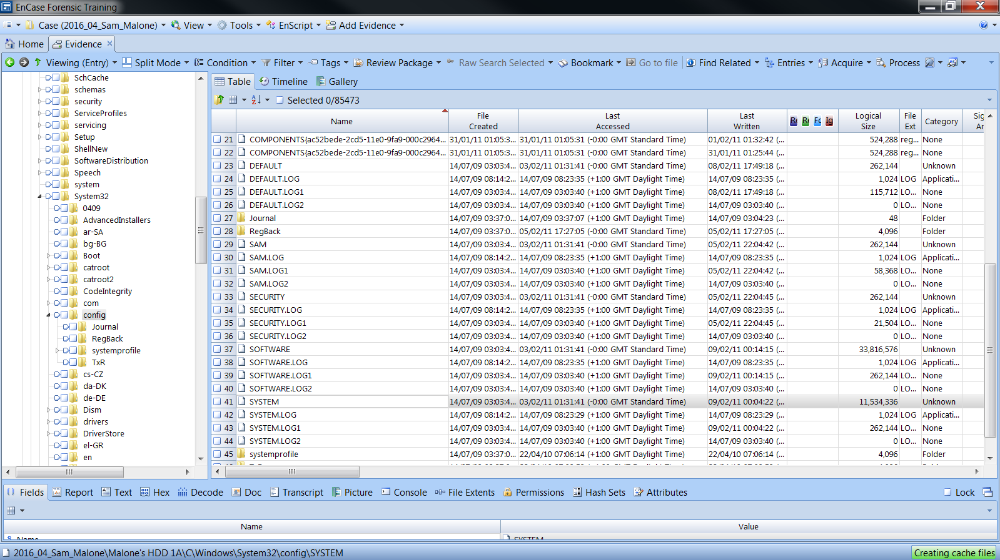 EnCase Forensic Training
Case (2016_04_Sam_Malone) View Tools EnScript Add Evidence
Home Evidence
Viewing (Entry) Split Mode Condition Filter Tags Review Package Raw Search Selected Bookmark Go to file Find Related Entries Acquire Process
SchCache
schemas
security
ServiceProfiles
servicing
Setup
ShellNew
SoftwareDistribution
Speech
system
System32
0409
AdvancedInstallers
ar-SA
bg-BG
Boot
catroot
catroot2
CodeIntegrity
com
config
Journal
RegBack
systemprofile
TxR
cs-CZ
da-DK
de-DE
Dism
drivers
DriverStore
el-GR
en
Table Timeline Gallery
Selected 0/85473
Name File Created Last Accessed Last Written Re Re Fc Ig Logical Size File Ext Category Sig Ar
21 COMPONENTS{ac52bede-2cd5-11e0-9fa9-000c2964... 31/01/11 01:05:3... 31/01/11 01:05:31 (-0:00 GMT Standard Time) 01/02/11 01:32:42 (... 524,288 reg... None
22 COMPONENTS{ac52bede-2cd5-11e0-9fa9-000c2964... 31/01/11 01:05:3... 31/01/11 01:05:31 (-0:00 GMT Standard Time) 31/01/11 01:25:44 (... 524,288 reg... None
23 DEFAULT 14/07/09 03:03:4... 03/02/11 01:31:41 (-0:00 GMT Standard Time) 08/02/11 17:49:18 (... 262,144 Unknown
24 DEFAULT.LOG 14/07/09 08:14:2... 14/07/09 08:23:35 (+1:00 GMT Daylight Time) 14/07/09 08:23:35 (... 1,024 LOG Applicati...
25 DEFAULT.LOG1 14/07/09 03:03:4... 14/07/09 03:03:40 (+1:00 GMT Daylight Time) 08/02/11 17:49:18 (... 115,712 LO... None
26 DEFAULT.LOG2 14/07/09 03:03:4... 14/07/09 03:03:40 (+1:00 GMT Daylight Time) 14/07/09 03:03:40 (... 0 LO... None
27 Journal 14/07/09 03:37:0... 14/07/09 03:37:07 (+1:00 GMT Daylight Time) 14/07/09 03:04:23 (... 48 Folder
28 RegBack 14/07/09 03:37:0... 05/02/11 17:27:05 (-0:00 GMT Standard Time) 05/02/11 17:27:05 (... 4,096 Folder
29 SAM 14/07/09 03:03:4... 03/02/11 01:31:41 (-0:00 GMT Standard Time) 05/02/11 22:04:42 (... 262,144 Unknown
30 SAM.LOG 14/07/09 08:14:2... 14/07/09 08:23:35 (+1:00 GMT Daylight Time) 14/07/09 08:23:35 (... 1,024 LOG Applicati...
31 SAM.LOG1 14/07/09 03:03:4... 14/07/09 03:03:40 (+1:00 GMT Daylight Time) 05/02/11 22:04:42 (... 58,368 LO... None
32 SAM.LOG2 14/07/09 03:03:4... 14/07/09 03:03:40 (+1:00 GMT Daylight Time) 14/07/09 03:03:40 (... 0 LO... None
33 SECURITY 14/07/09 03:03:4... 03/02/11 01:31:41 (-0:00 GMT Standard Time) 05/02/11 22:04:45 (... 262,144 Unknown
34 SECURITY.LOG 14/07/09 08:14:2... 14/07/09 08:23:35 (+1:00 GMT Daylight Time) 14/07/09 08:23:35 (... 1,024 LOG Applicati...
35 SECURITY.LOG1 14/07/09 03:03:4... 14/07/09 03:03:40 (+1:00 GMT Daylight Time) 05/02/11 22:04:45 (... 21,504 LO... None
36 SECURITY.LOG2 14/07/09 03:03:4... 14/07/09 03:03:40 (+1:00 GMT Daylight Time) 14/07/09 03:03:40 (... 0 LO... None
37 SOFTWARE 14/07/09 03:03:4... 03/02/11 01:31:41 (-0:00 GMT Standard Time) 09/02/11 00:14:15 (... 33,816,576 Unknown
38 SOFTWARE.LOG 14/07/09 08:14:2... 14/07/09 08:23:35 (+1:00 GMT Daylight Time) 14/07/09 08:23:35 (... 1,024 LOG Applicati...
39 SOFTWARE.LOG1 14/07/09 03:03:4... 14/07/09 03:03:40 (+1:00 GMT Daylight Time) 09/02/11 00:14:15 (... 262,144 LO... None
40 SOFTWARE.LOG2 14/07/09 03:03:4... 14/07/09 03:03:40 (+1:00 GMT Daylight Time) 14/07/09 03:03:40 (... 0 LO... None
41 SYSTEM 14/07/09 03:03:4... 03/02/11 01:31:41 (-0:00 GMT Standard Time) 09/02/11 00:04:22 (... 11,534,336 Unknown
42 SYSTEM.LOG 14/07/09 08:14:2... 14/07/09 08:23:29 (+1:00 GMT Daylight Time) 14/07/09 08:23:29 (... 1,024 LOG Applicati...
43 SYSTEM.LOG1 14/07/09 03:03:4... 14/07/09 03:03:40 (+1:00 GMT Daylight Time) 09/02/11 00:04:22 (... 262,144 LO... None
44 SYSTEM.LOG2 14/07/09 03:03:4... 14/07/09 03:03:40 (+1:00 GMT Daylight Time) 14/07/09 03:03:40 (... 0 LO... None
45 systemprofile 14/07/09 03:37:0... 22/04/10 07:06:14 (+1:00 GMT Daylight Time) 22/04/10 07:06:14 (... 4,096 Folder
Fields Report Text Hex Decode Doc Transcript Picture Console File Extents Permissions Hash Sets Attributes Lock
Name Value
Name SYSTEM
2016_04_Sam_Malone\Malone's HDD 1A\C\Windows\System32\config\SYSTEM
Creating cache files